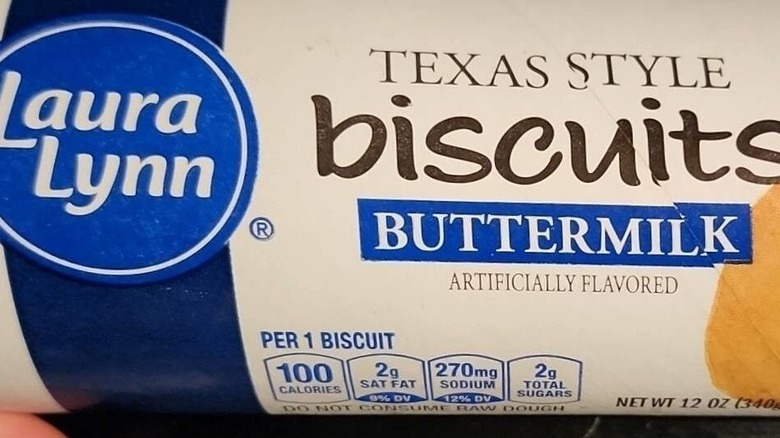 Laura
Lynn
®
TEXAS STYLE
biscuits
BUTTERMILK
ARTIFICIALLY FLAVORED
PER 1 BISCUIT
100
CALORIES
2g
SAT FAT
9% DV
270mg
SODIUM
12% DV
2g
TOTAL
SUGARS
DO NOT CONSUME RAW DOUGH
NET WT 12 OZ (340g